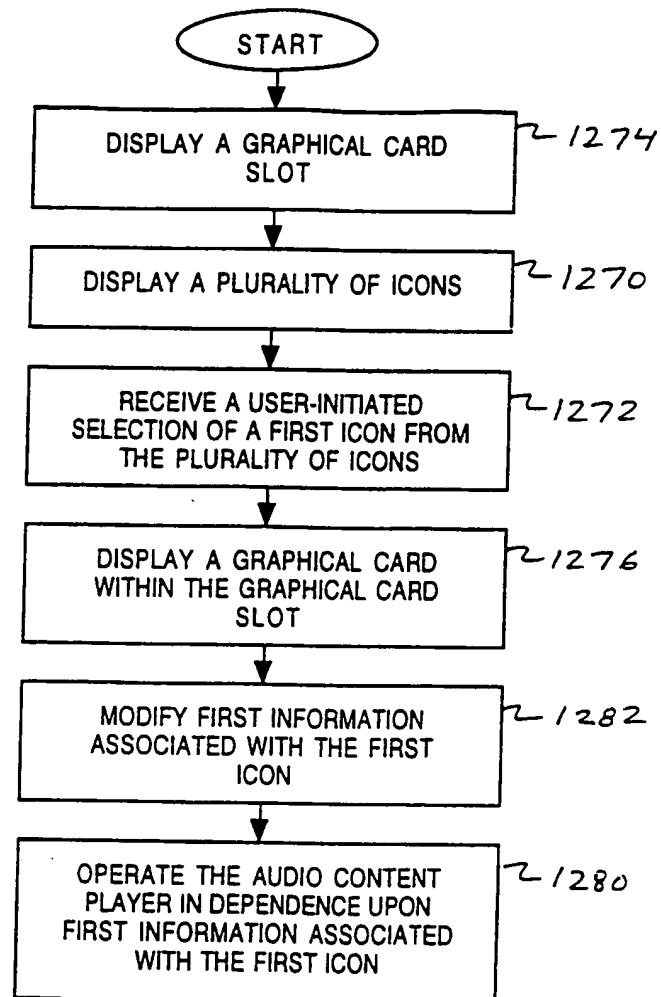 START
DISPLAY A GRAPHICAL CARD
SLOT
1274
DISPLAY A PLURALITY OF ICONS
1270
RECEIVE A USER-INITIATED
SELECTION OF A FIRST ICON FROM
THE PLURALITY OF ICONS
1272
DISPLAY A GRAPHICAL CARD
WITHIN THE GRAPHICAL CARD
SLOT
1276
MODIFY FIRST INFORMATION
ASSOCIATED WITH THE FIRST
ICON
1282
OPERATE THE AUDIO CONTENT
PLAYER IN DEPENDENCE UPON
FIRST INFORMATION ASSOCIATED
WITH THE FIRST ICON
1280